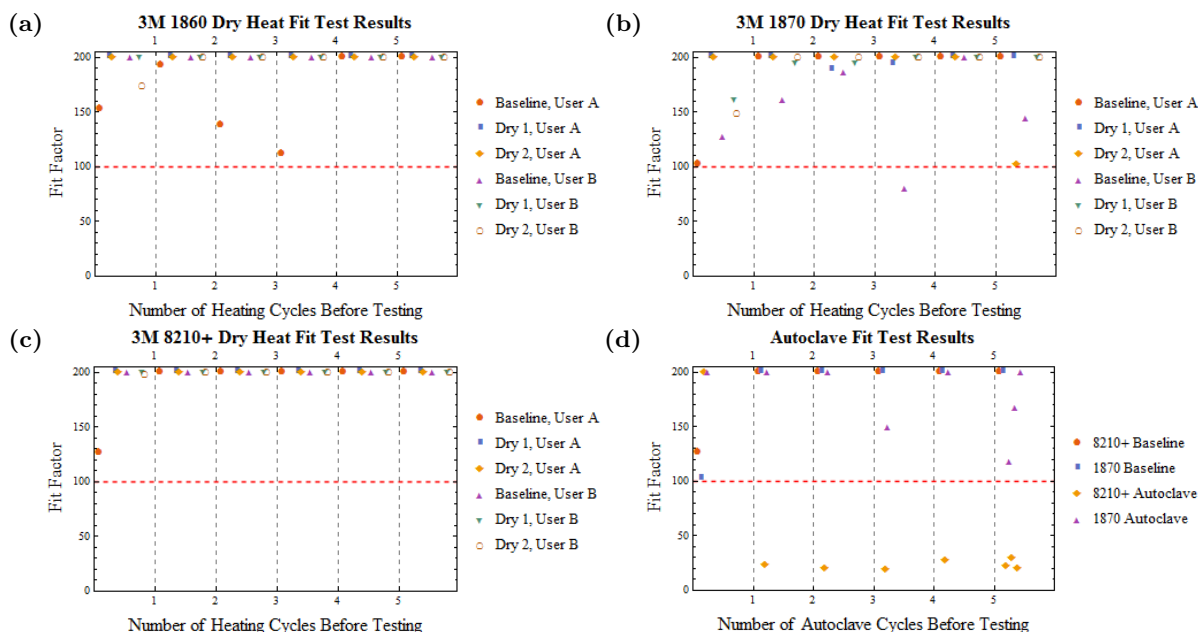 (a)
3M 1860 Dry Heat Fit Test Results
1 2 3 4 5
200
150
100
50
0
Fit Factor
1 2 3 4 5
Number of Heating Cycles Before Testing
Baseline, User A
Dry 1, User A
Dry 2, User A
Baseline, User B
Dry 1, User B
Dry 2, User B
(b)
3M 1870 Dry Heat Fit Test Results
1 2 3 4 5
200
150
100
50
0
Fit Factor
1 2 3 4 5
Number of Heating Cycles Before Testing
Baseline, User A
Dry 1, User A
Dry 2, User A
Baseline, User B
Dry 1, User B
Dry 2, User B
(c)
3M 8210+ Dry Heat Fit Test Results
1 2 3 4 5
200
150
100
50
0
Fit Factor
1 2 3 4 5
Number of Heating Cycles Before Testing
Baseline, User A
Dry 1, User A
Dry 2, User A
Baseline, User B
Dry 1, User B
Dry 2, User B
(d)
Autoclave Fit Test Results
1 2 3 4 5
200
150
100
50
0
Fit Factor
1 2 3 4 5
Number of Autoclave Cycles Before Testing
8210+ Baseline
1870 Baseline
8210+ Autoclave
1870 Autoclave